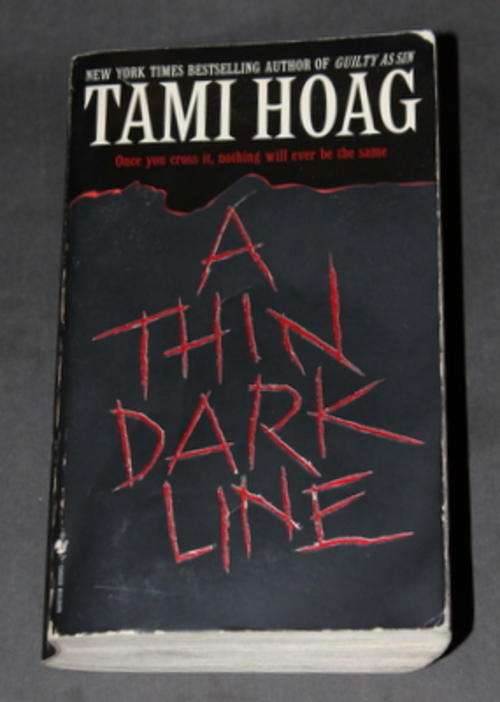 NEW YORK TIMES BESTSELLING AUTHOR OF GUILTY AS SIN
TAMI HOAG
Once you cross it, nothing will ever be the same
A
THIN
DARK
LINE